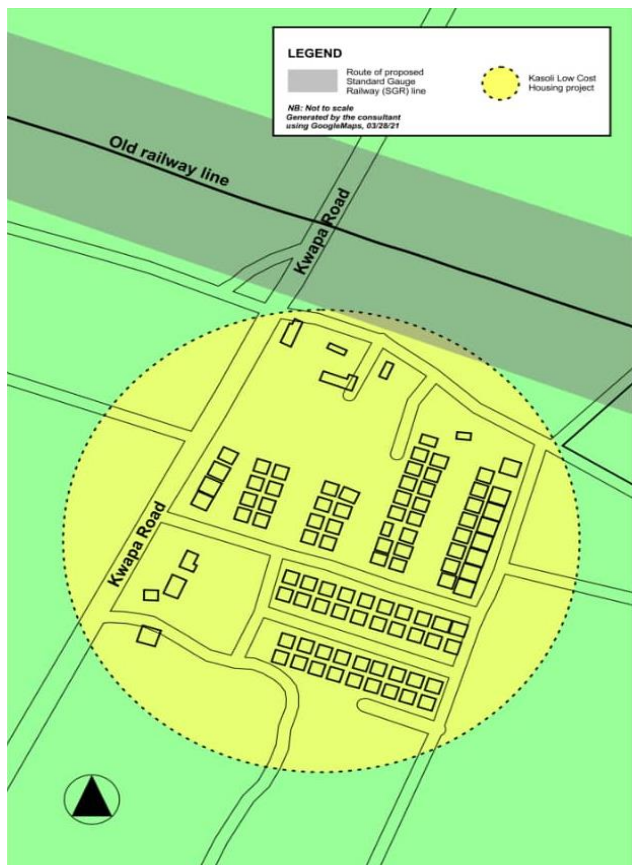 LEGEND
Route of proposed
Standard Gauge
Railway (SGR) line
Kasoli Low Cost
Housing project
NB: Not to scale
Generated by the consultant
using GoogleMaps, 03/28/21
Old railway line
Kwapa Road
Kwapa Road